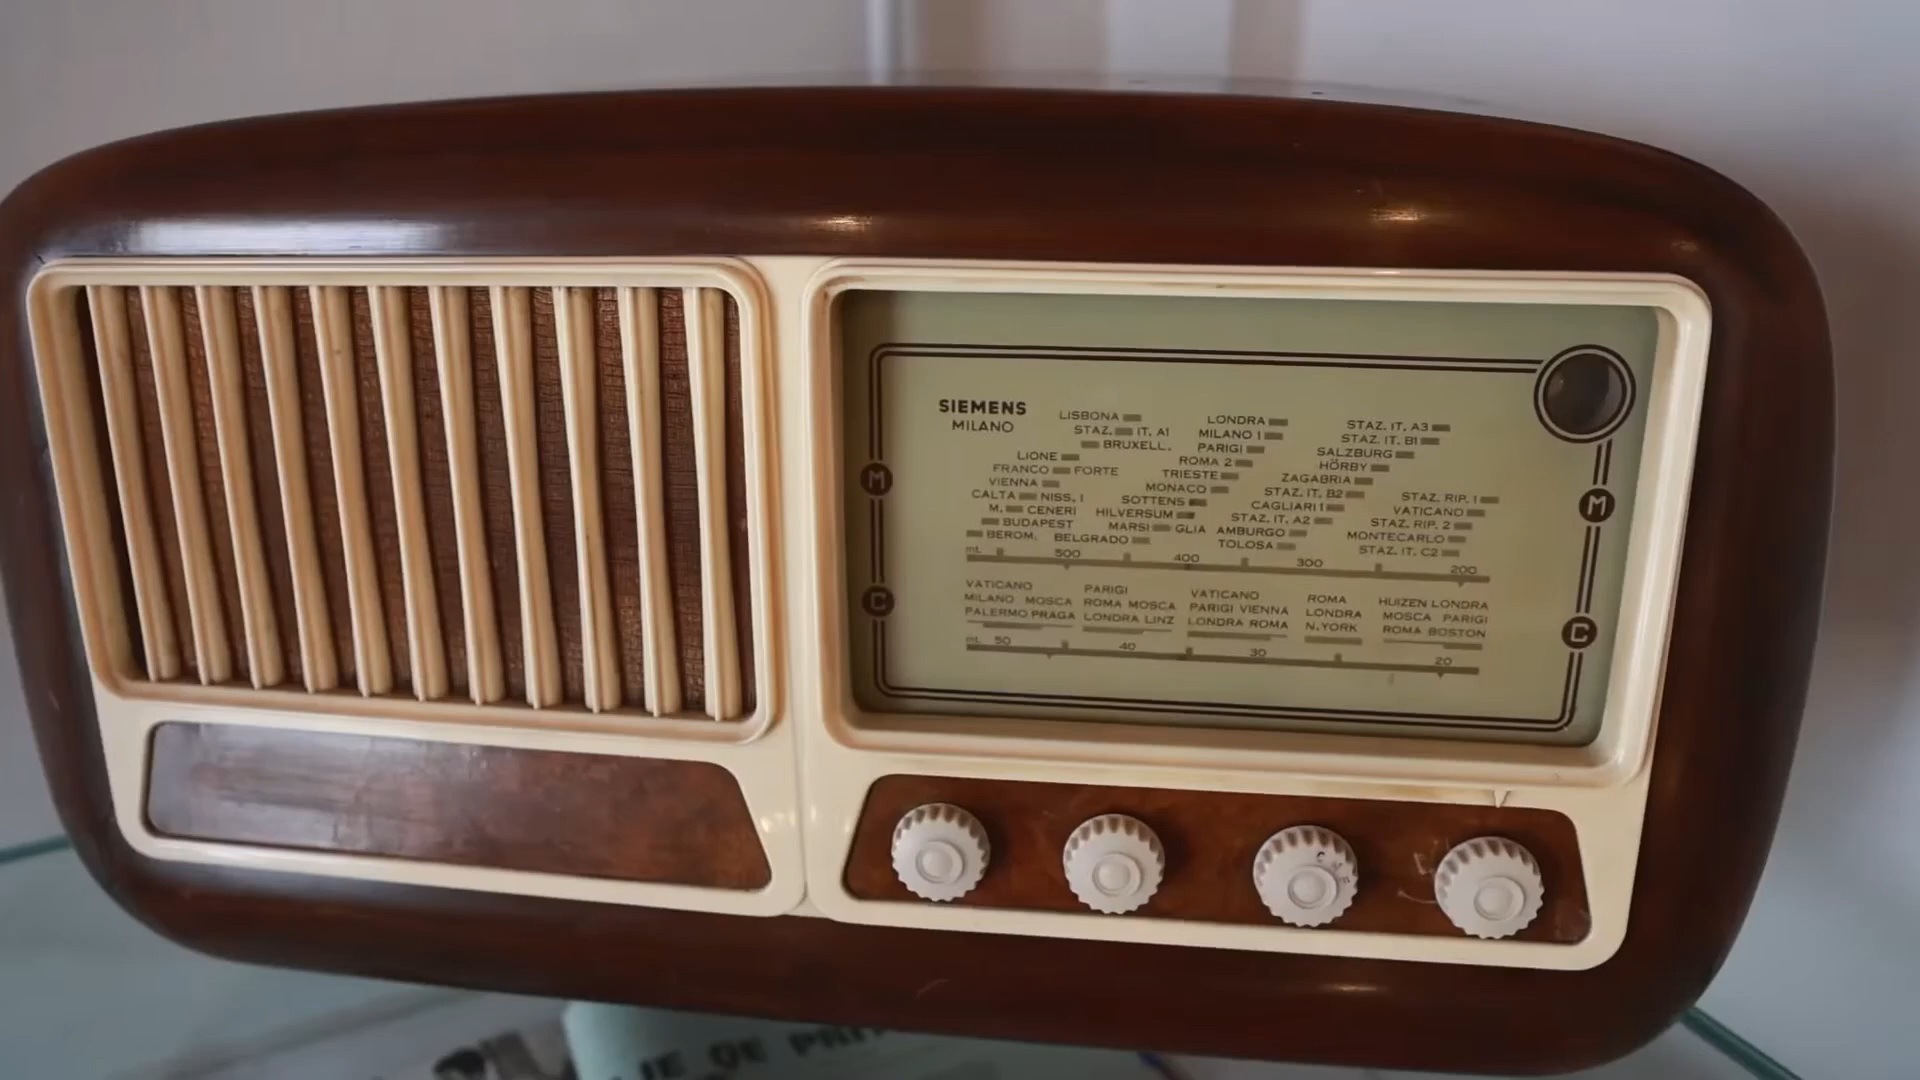 SIEMENS
MILANO
LISBONA
STAZ. IT. A1
BRUXELL.
LIONE
FRANCO FORTE
VIENNA
CALTA NISS. I
M. CENERI
BUDAPEST
BEROM.
LONDRA
MILANO I
PARIGI
ROMA 2
TRIESTE
MONACO
SOTTENS
HILVERSUM
MARSI GLIA
BELGRADO
STAZ. IT. A3
STAZ. IT. B1
SALZBURG
HÖRBY
ZAGABRIA
STAZ. IT. B2
CAGLIARI I
STAZ. IT. A2
AMBURGO
TOLOSA
STAZ. RIP. I
VATICANO
STAZ. RIP. 2
MONTECARLO
STAZ. IT. C2
mt. 500 400 300 200
VATICANO
MILANO MOSCA
PALERMO PRAGA
PARIGI
ROMA MOSCA
LONDRA LINZ
VATICANO
PARIGI VIENNA
LONDRA ROMA
ROMA
LONDRA
N.YORK
HUIZEN LONDRA
MOSCA PARIGI
ROMA BOSTON
mt. 50 40 30 20
M
C
M
C